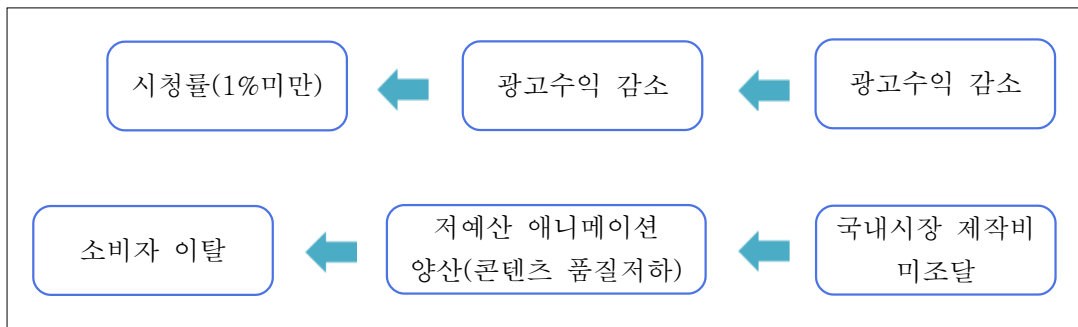 시청률(1%미만)
광고수익 감소
광고수익 감소
소비자 이탈
저예산 애니메이션
양산(콘텐츠 품질저하)
국내시장 제작비
미조달